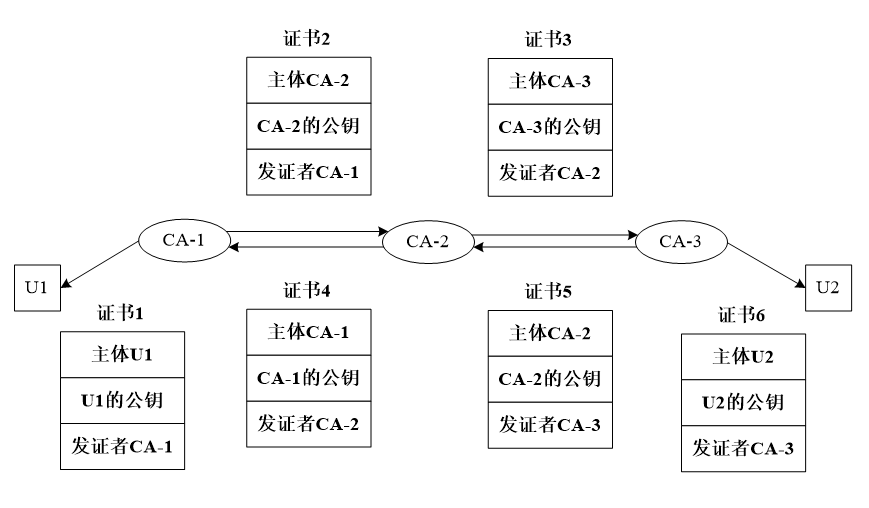 证书2
主体CA-2
CA-2的公钥
发证者CA-1
证书3
主体CA-3
CA-3的公钥
发证者CA-2
CA-1
CA-2
CA-3
U1
U2
证书1
主体U1
U1的公钥
发证者CA-1
证书4
主体CA-1
CA-1的公钥
发证者CA-2
证书5
主体CA-2
CA-2的公钥
发证者CA-3
证书6
主体U2
U2的公钥
发证者CA-3